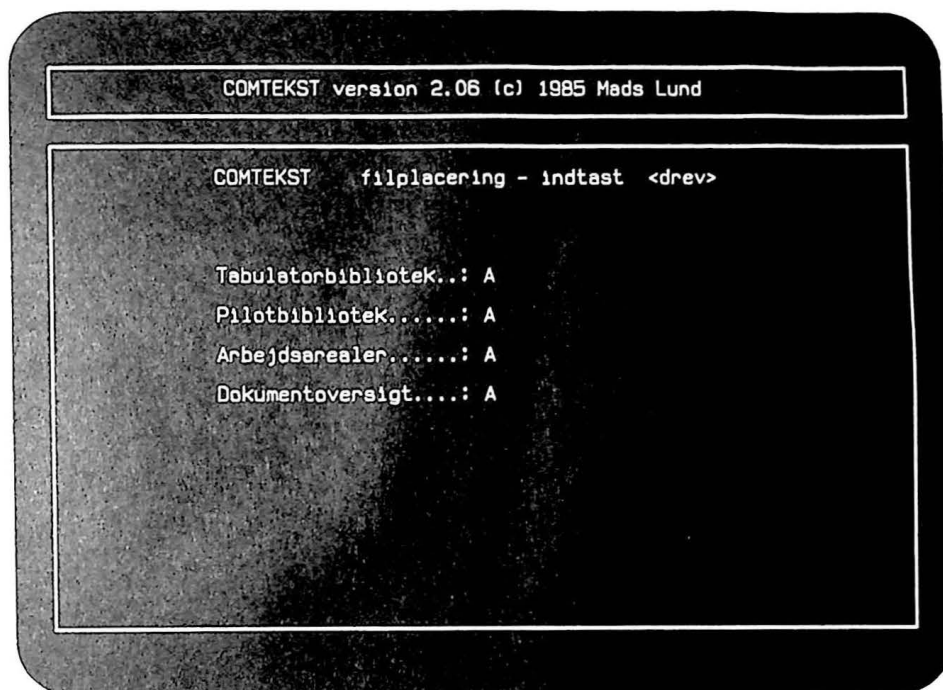 COMTEKST version 2.06 (c) 1985 Mads Lund
COMTEKST filplacering - indtast <drev>
Tabulatorbibliotek..: A
Pilotbibliotek......: A
Arbejdsarealer......: A
Dokumentoversigt....: A